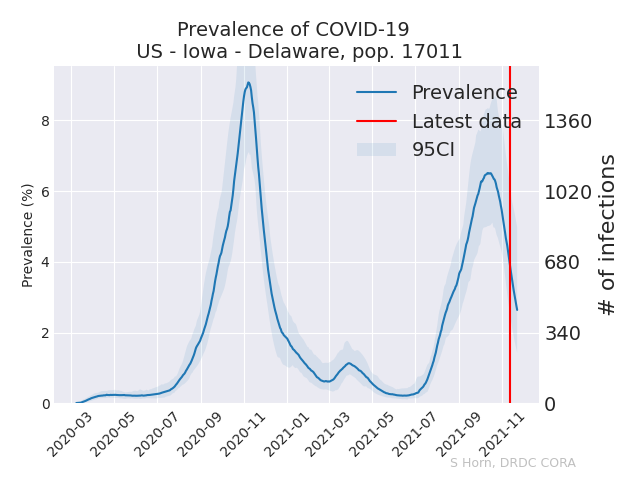 Prevalence of COVID-19
US - Iowa - Delaware, pop. 17011
Prevalence
Latest data
95CI
Prevalence (%)
8
6
4
2
0
1360
1020
680
340
0
# of infections
2020-03
2020-05
2020-07
2020-09
2020-11
2021-01
2021-03
2021-05
2021-07
2021-09
2021-11
S Horn, DRDC CORA